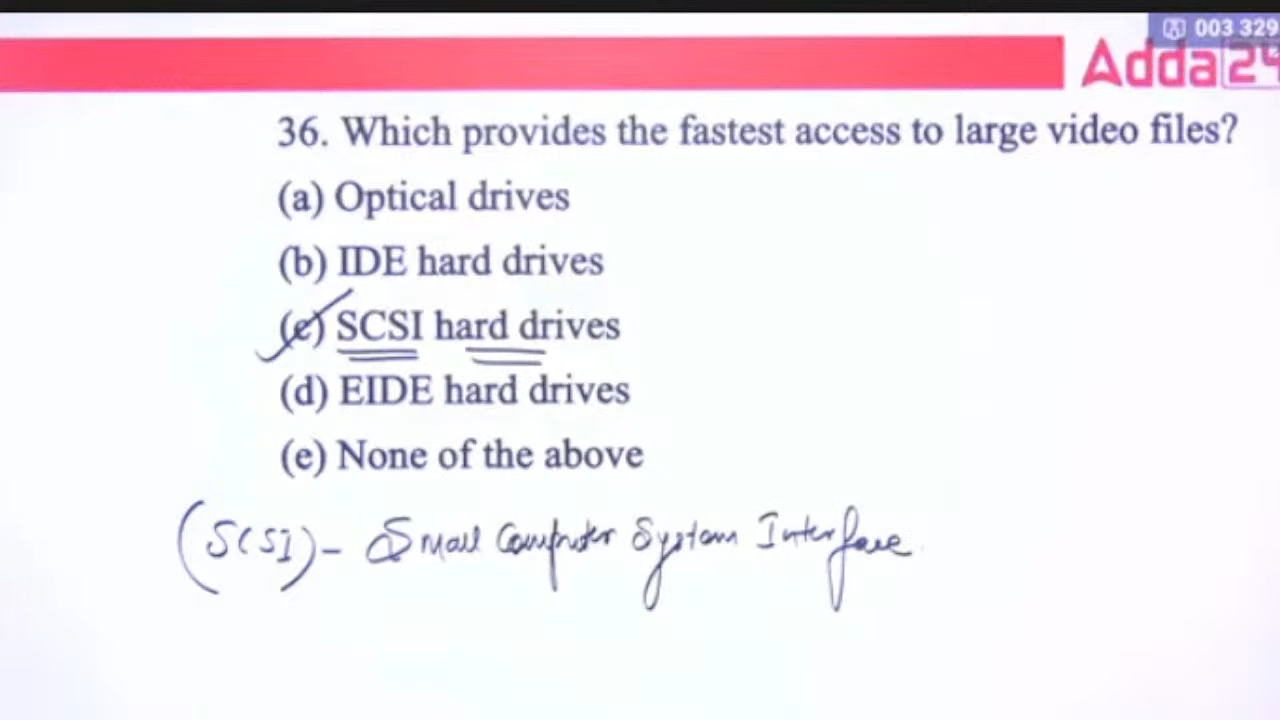 003 329
Adda24
36. Which provides the fastest access to large video files?
(a) Optical drives
(b) IDE hard drives
(c) SCSI hard drives
(d) EIDE hard drives
(e) None of the above
(SCSI) - Small Computer System Interface